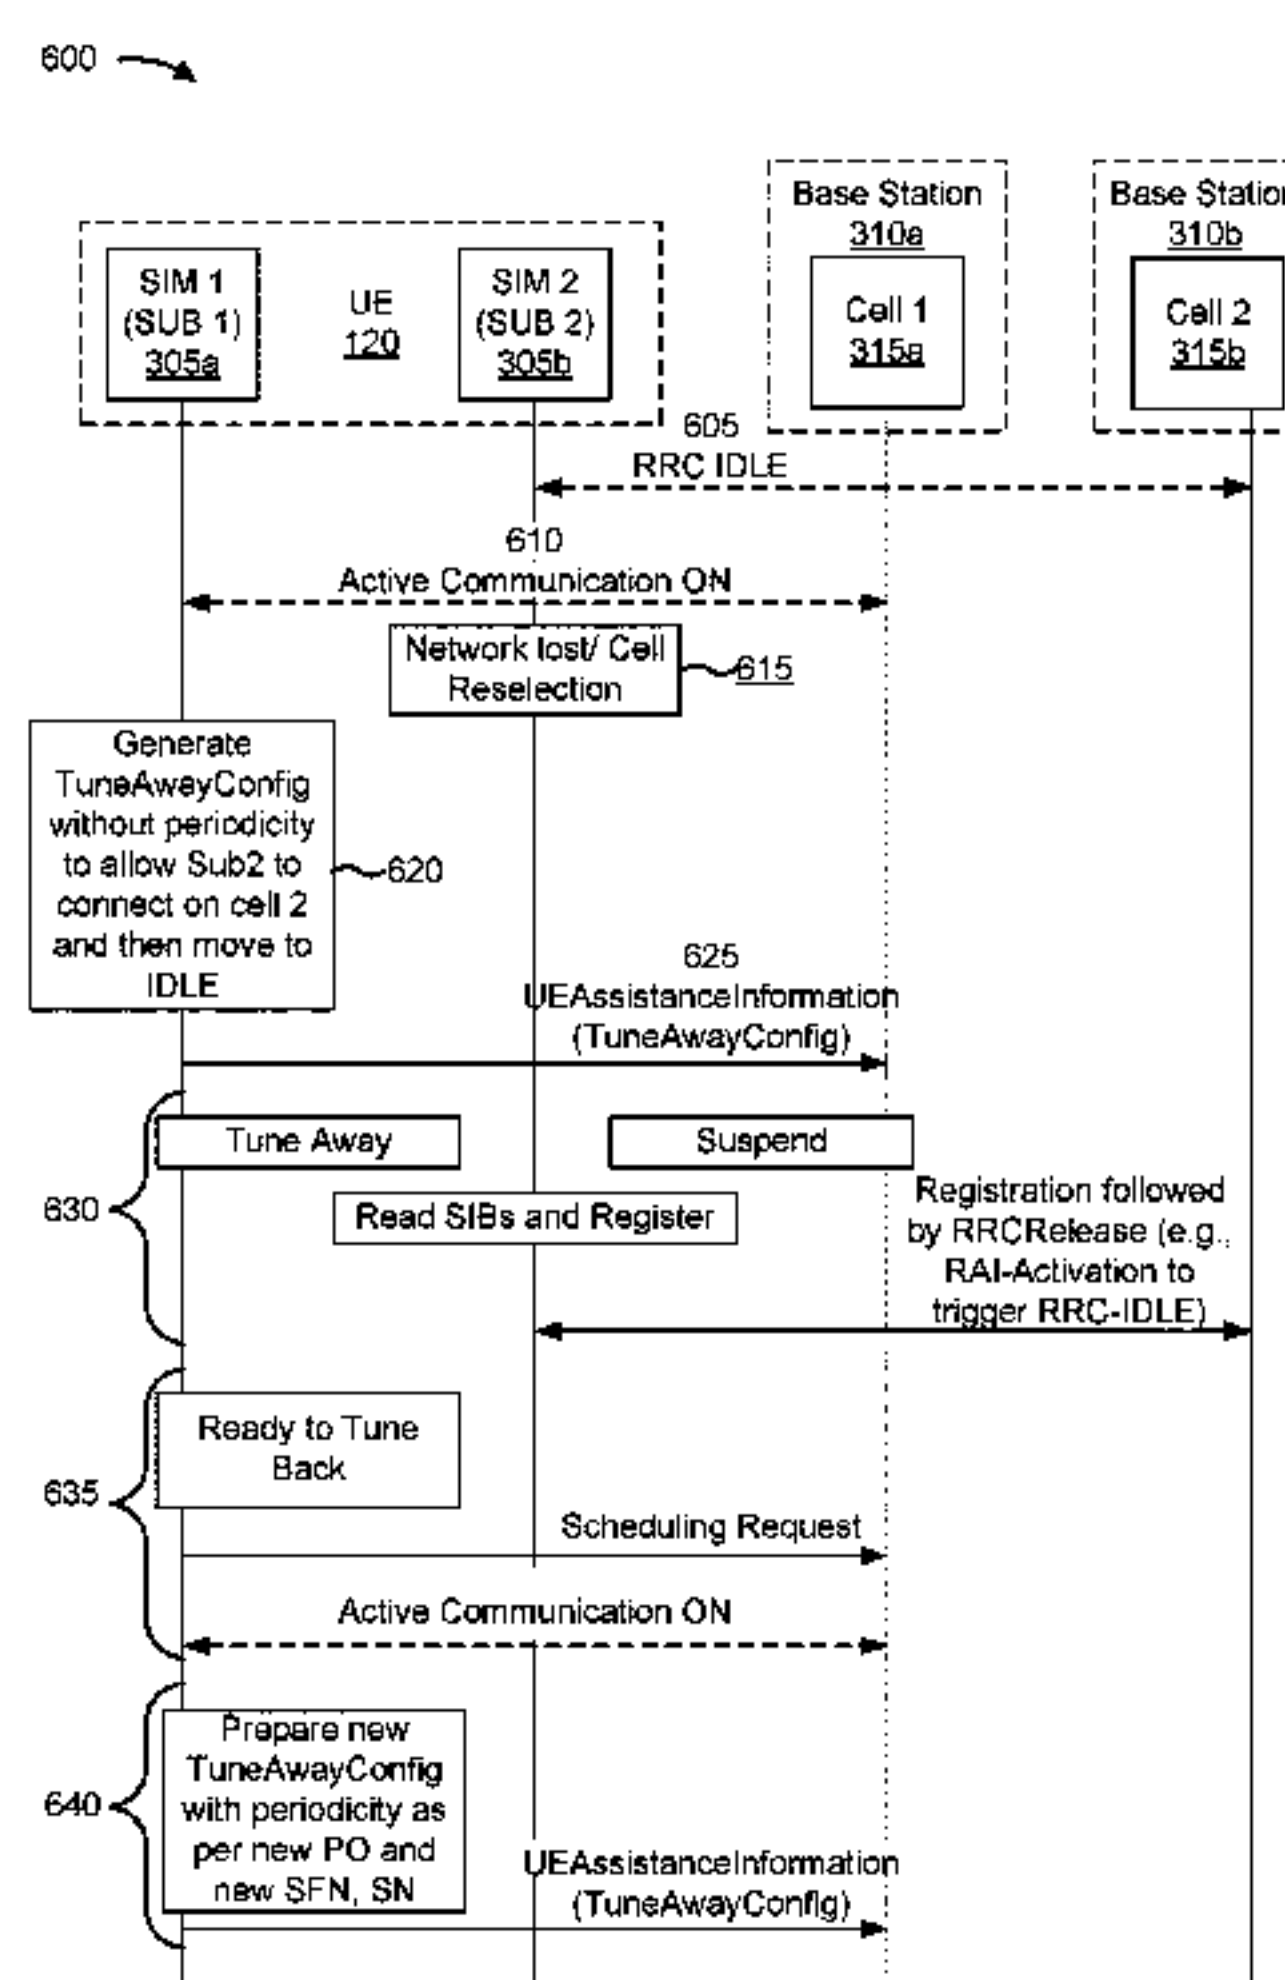 600
Base Station
310a
Base Station
310b
SIM 1
(SUB 1)
305a
UE
120
SIM 2
(SUB 2)
305b
Cell 1
315a
Cell 2
315b
605
RRC IDLE
610
Active Communication ON
Network lost/ Cell
Reselection
615
Generate
TuneAwayConfig
without periodicity
to allow Sub2 to
connect on cell 2
and then move to
IDLE
620
625
UEAssistanceInformation
(TuneAwayConfig)
Tune Away
Suspend
630
Read SIBs and Register
Registration followed
by RRCRelease (e.g.,
RAI-Activation to
trigger RRC-IDLE)
Ready to Tune
Back
635
Scheduling Request
Active Communication ON
Prepare new
TuneAwayConfig
with periodicity as
per new PO and
new SFN, SN
640
UEAssistanceInformation
(TuneAwayConfig)